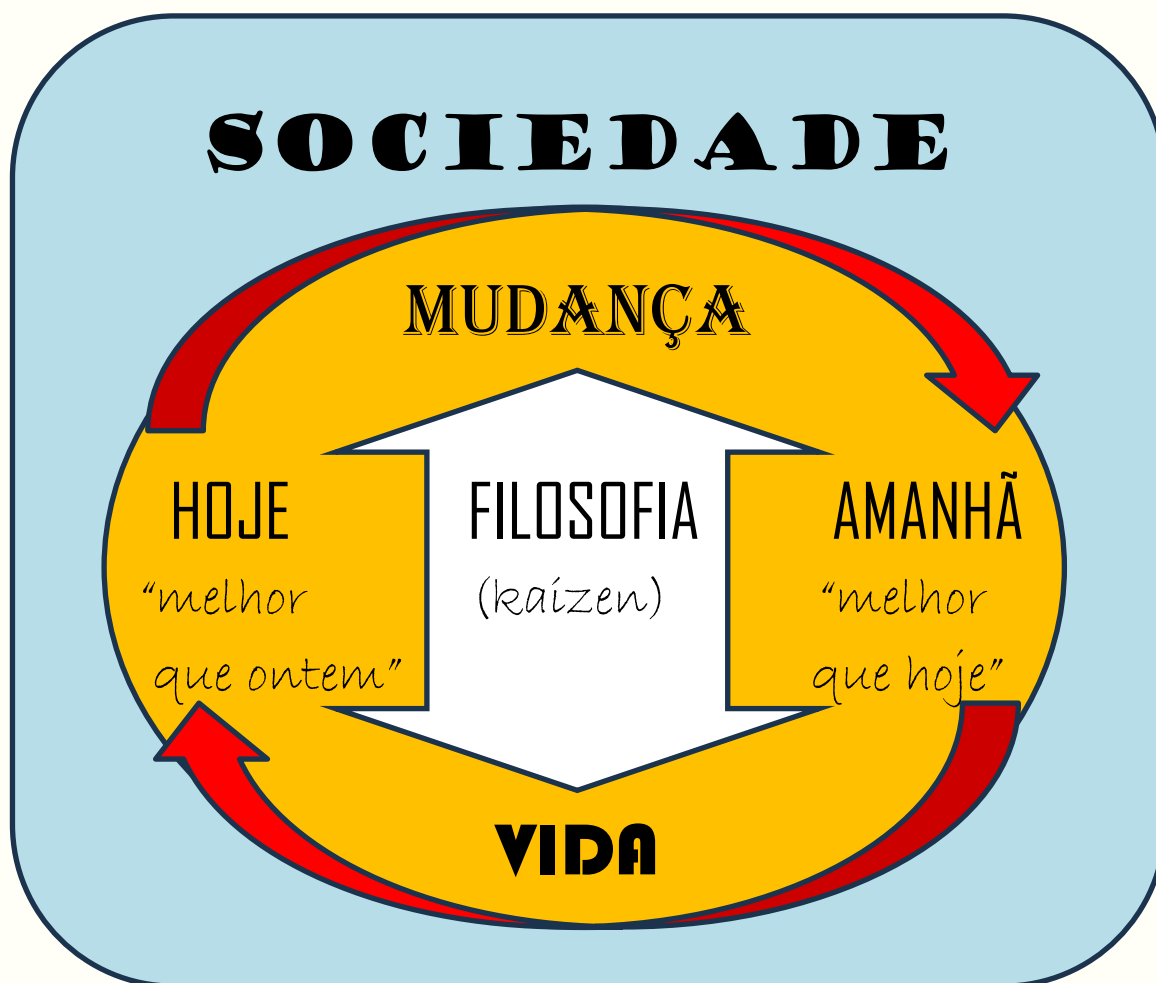 SOCIEDADE
MUDANÇA
HOJE
“melhor
que ontem”
FILOSOFIA
(kaizen)
AMANHÃ
“melhor
que hoje”
VIDA